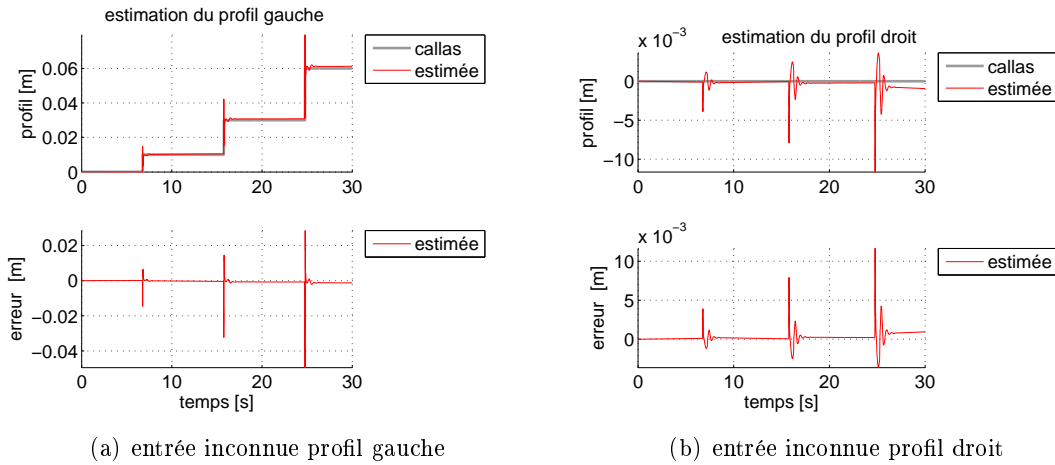 estimation du profil gauche
profil [m]
0.06
0.04
0.02
0
0
10
20
30
callas
estimée
erreur [m]
0.02
0
−0.02
−0.04
0
10
20
30
temps [s]
estimée
(a) entrée inconnue profil gauche
x 10⁻³
estimation du profil droit
profil [m]
0
−5
−10
0
10
20
30
callas
estimée
x 10⁻³
erreur [m]
10
5
0
0
10
20
30
temps [s]
estimée
(b) entrée inconnue profil droit